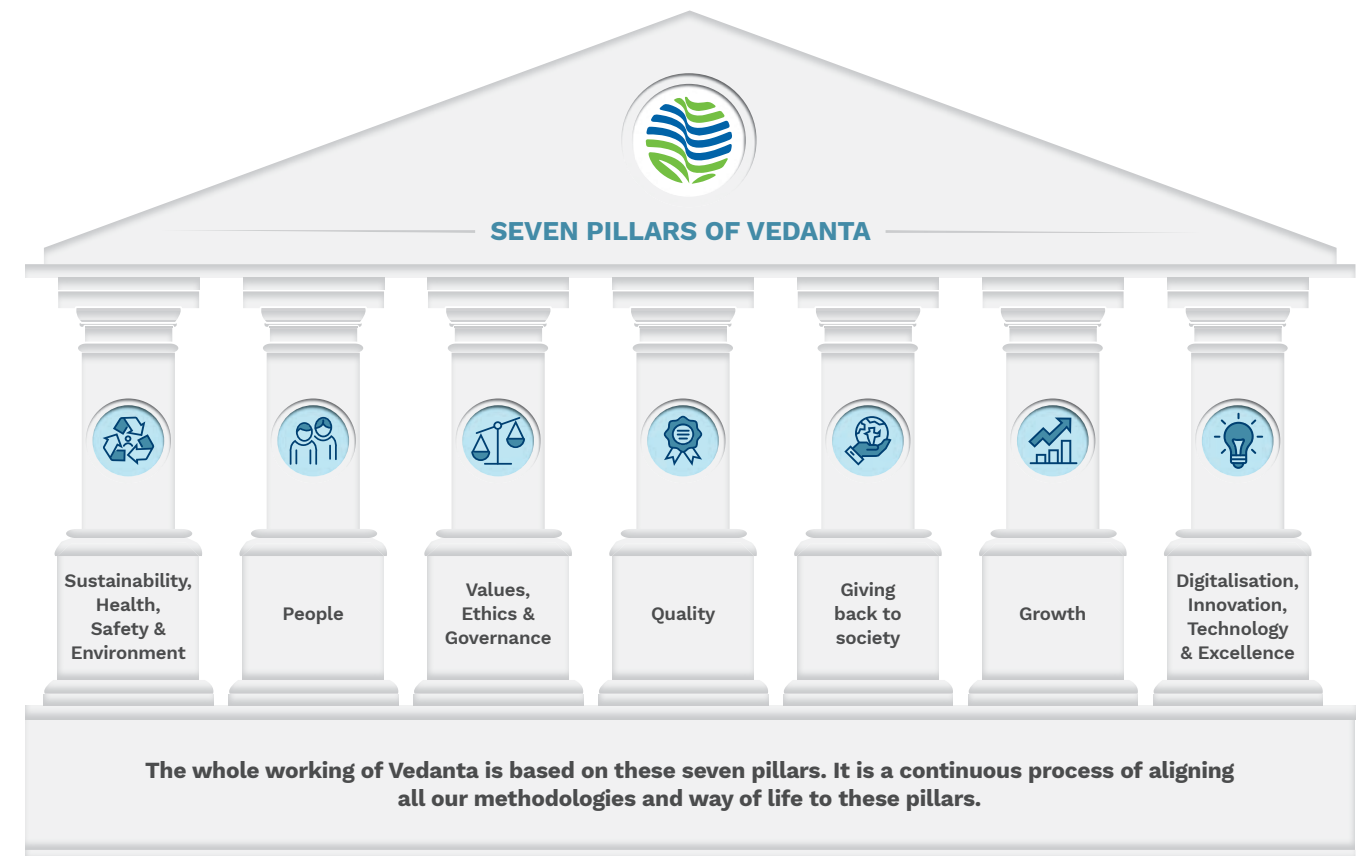 SEVEN PILLARS OF VEDANTA
Sustainability,
Health,
Safety &
Environment
People
Values,
Ethics &
Governance
Quality
Giving
back to
society
Growth
Digitalisation,
Innovation,
Technology
& Excellence
The whole working of Vedanta is based on these seven pillars. It is a continuous process of aligning
all our methodologies and way of life to these pillars.